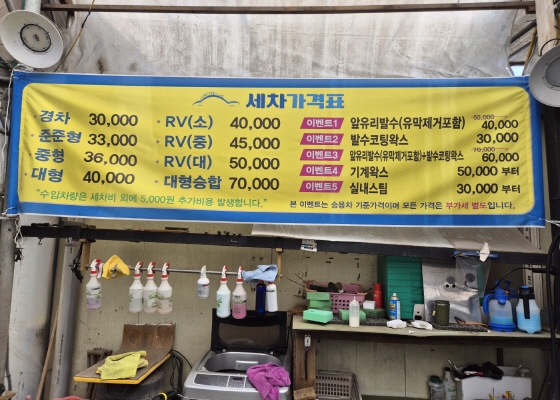 세차가격표
경차 30,000
준준형 33,000
중형 36,000
대형 40,000
RV(소) 40,000
RV(중) 45,000
RV(대) 50,000
대형승합 70,000
"수입차량은 세차비 외에 5,000원 추가비용 발생합니다."
이벤트1 앞유리발수(유막제거포함) 50,000 40,000
이벤트2 발수코팅왁스 30,000
이벤트3 앞유리발수(유막제거포함)+발수코팅왁스 70,000 60,000
이벤트4 기계왁스 50,000 부터
이벤트5 실내스팀 30,000 부터
본 이벤트는 승용차 기준가격이며 모든 가격은 부가세 별도입니다.